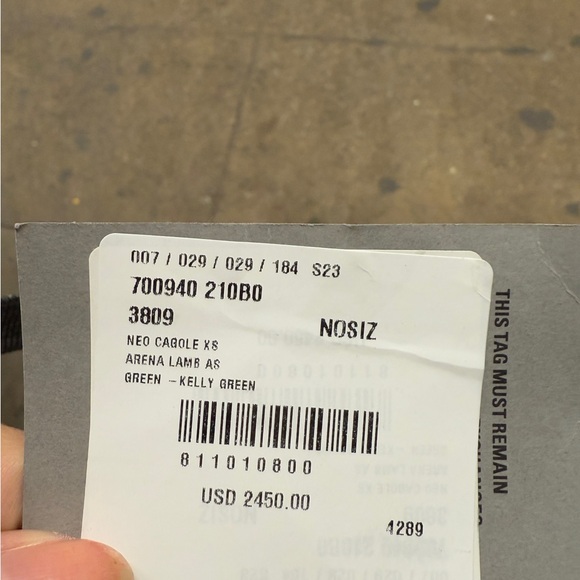 007 / 029 / 029 / 184 S23
700940 210B0
3809 NOSIZ
NEO CAGOLE XS
ARENA LAMB AS
GREEN -KELLY GREEN
811010800
USD 2450.00
4289
THIS TAG MUST REMAIN